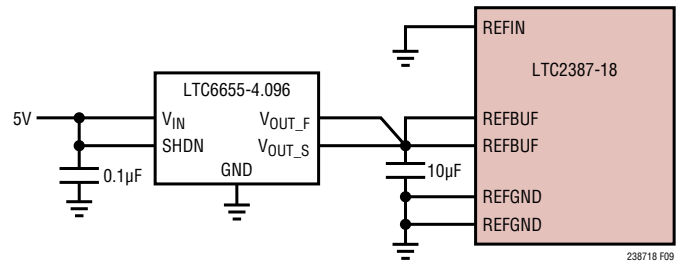 REFIN
LTC2387-18
LTC6655-4.096
5V
VIN
VOUT_F
REFBUF
SHDN
VOUT_S
REFBUF
GND
0.1µF
10µF
REFGND
REFGND
238718 F09